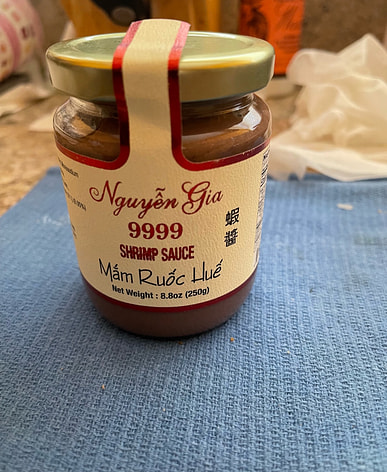 Nguyễn Gia
9999
SHRIMP SAUCE
Mắm Ruốc Huế
Net Weight : 8.8oz (250g)
蝦醬